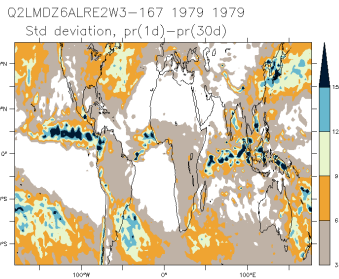 Q2LMDZ6ALRE2W3-167 1979 1979
Std deviation, pr(1d)-pr(30d)
15
12
9
6
3
0°
100°W
0°
100°E